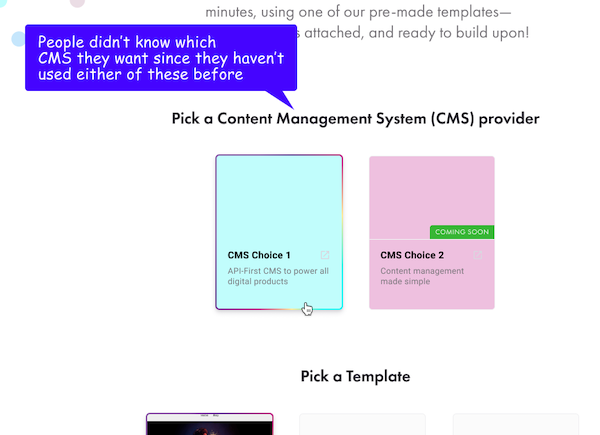 minutes, using one of our pre-made templates—
People didn't know which
CMS they want since they haven't
used either of these before
s attached, and ready to build upon!
Pick a Content Management System (CMS) provider
COMING SOON
CMS Choice 1
API-First CMS to power all
digital products
CMS Choice 2
Content management
made simple
Pick a Template